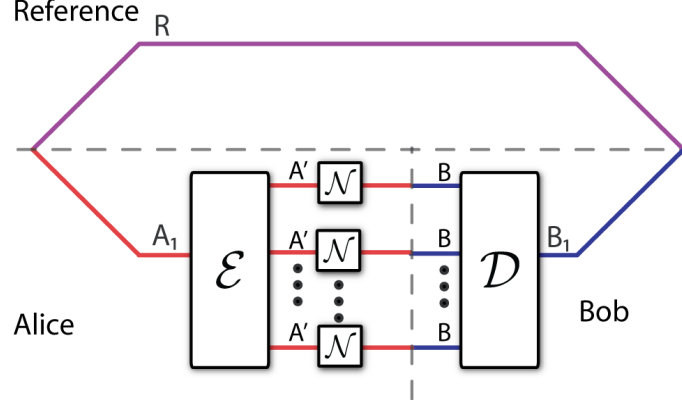 Reference
R
A' 𝒩 B
A₁ A' 𝒩 B B₁
ℰ 𝒟
Alice Bob
A' 𝒩 B